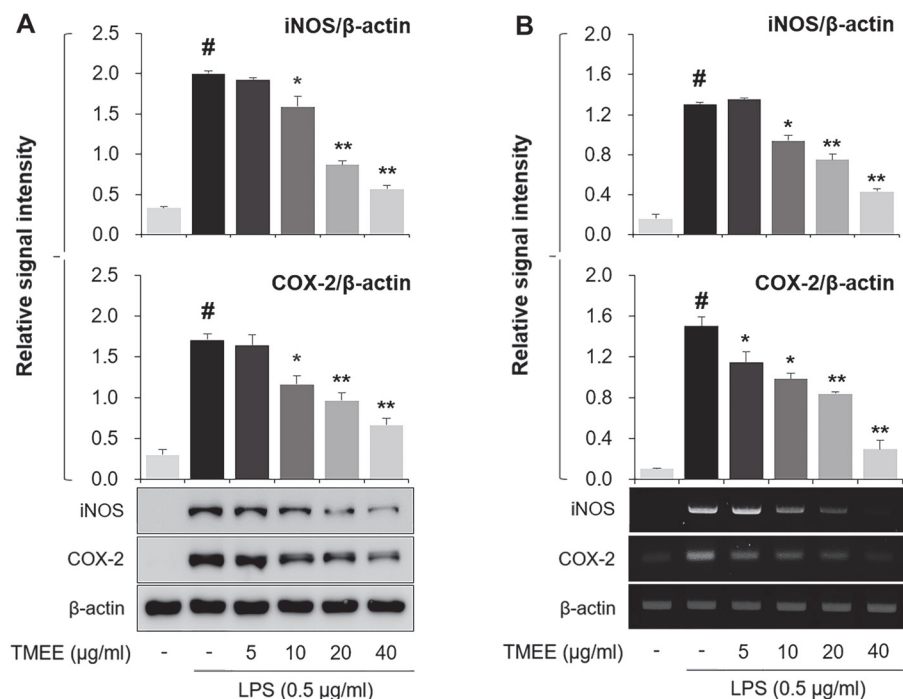 A
iNOS/β-actin
2.5
2.0
1.5
1.0
0.5
0.0
#
*
**
**
COX-2/β-actin
2.5
2.0
1.5
1.0
0.5
0.0
#
*
**
**
Relative signal intensity
iNOS
COX-2
β-actin
TMEE (μg/ml) - - 5 10 20 40
LPS (0.5 μg/ml)
B
iNOS/β-actin
2.0
1.6
1.2
0.8
0.4
0.0
#
*
**
**
COX-2/β-actin
2.0
1.6
1.2
0.8
0.4
0.0
#
*
*
**
**
Relative signal intensity
iNOS
COX-2
β-actin
TMEE (μg/ml) - - 5 10 20 40
LPS (0.5 μg/ml)